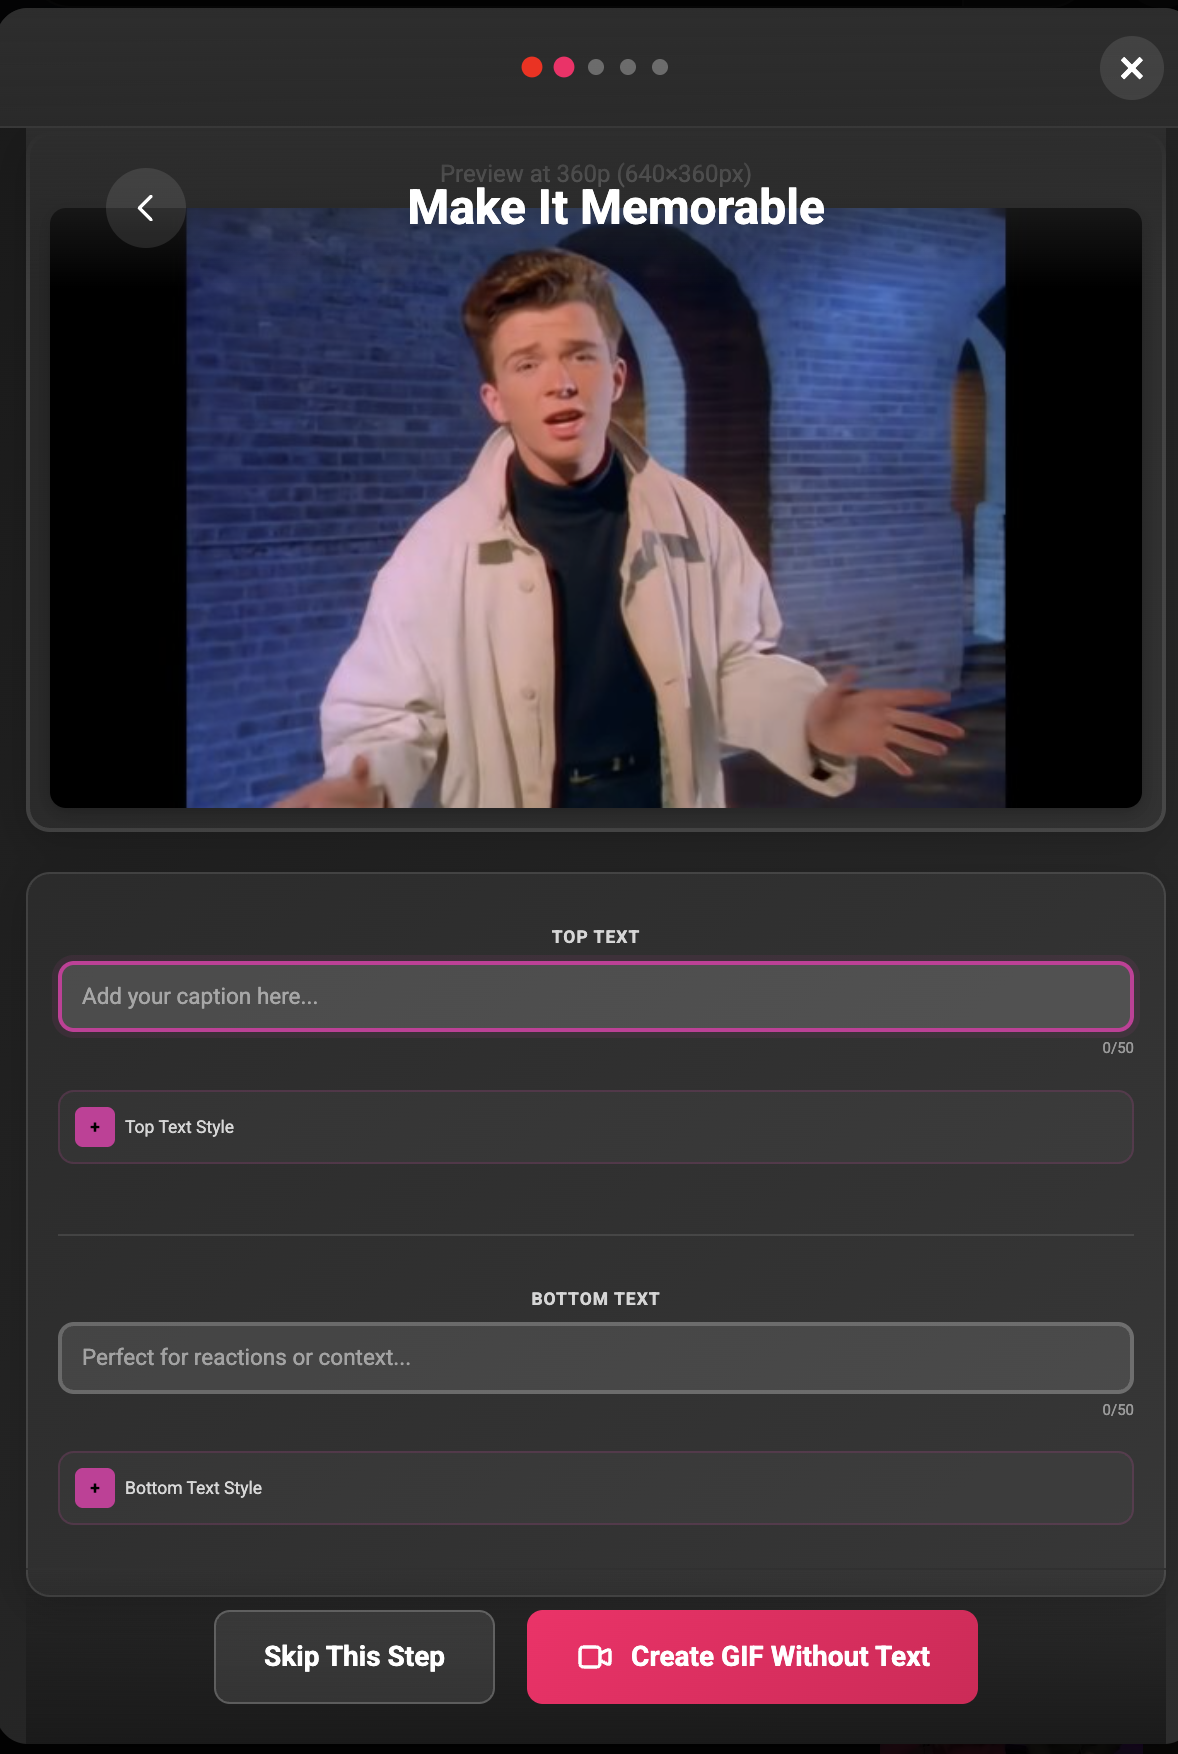 Preview at 360p (640×360px)
Make It Memorable
TOP TEXT
Add your caption here...
0/50
+ Top Text Style
BOTTOM TEXT
Perfect for reactions or context...
0/50
+ Bottom Text Style
Skip This Step
Create GIF Without Text